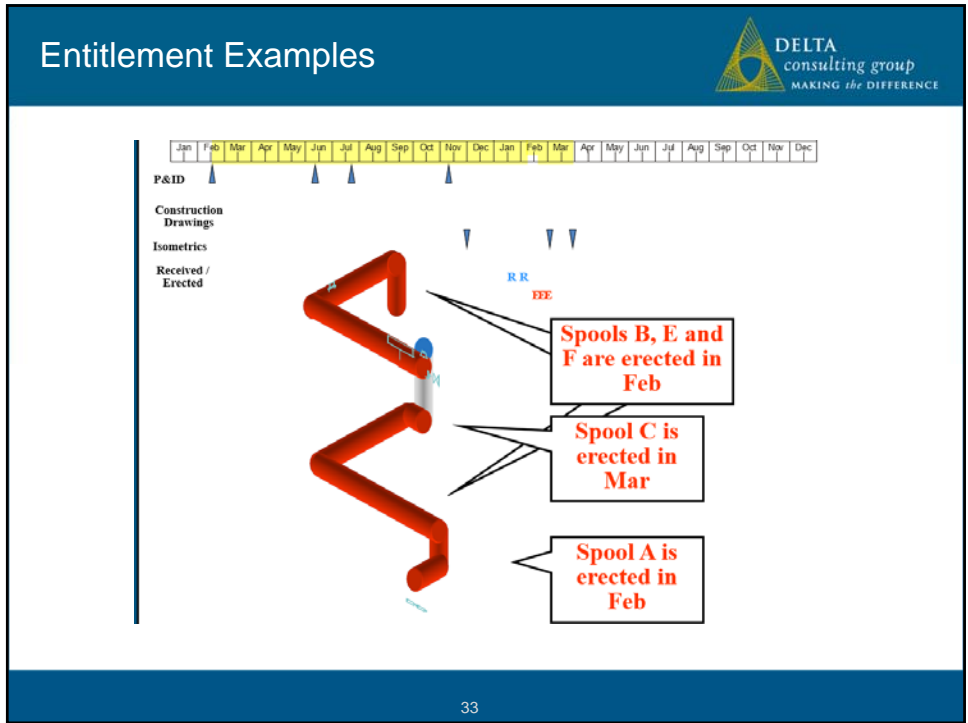 Entitlement Examples
DELTA
consulting group
MAKING the DIFFERENCE
Jan Feb Mar Apr May Jun Jul Aug Sep Oct Nov Dec Jan Feb Mar Apr May Jun Jul Aug Sep Oct Nov Dec
P&ID
Construction
Drawings
Isometrics
Received /
Erected
R R
EEE
Spools B, E and
F are erected in
Feb
Spool C is
erected in
Mar
Spool A is
erected in
Feb
33